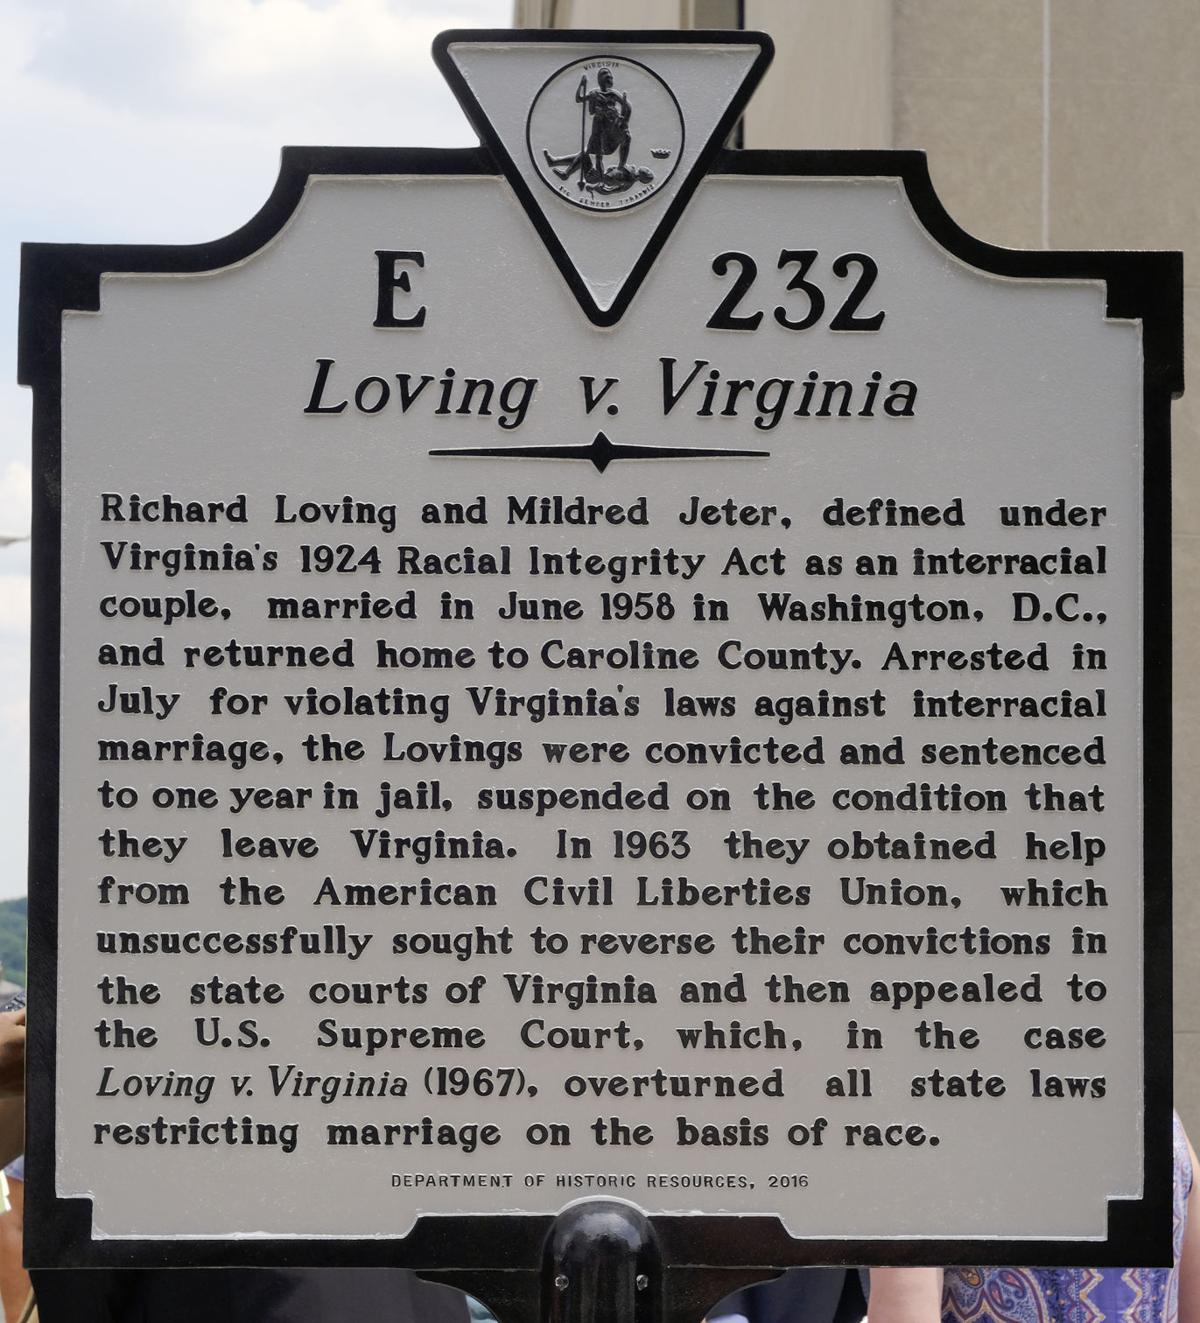 VIRGINIA
SIC SEMPER TYRANNIS
E 232
Loving v. Virginia
Richard Loving and Mildred Jeter, defined under
Virginia's 1924 Racial Integrity Act as an interracial
couple, married in June 1958 in Washington, D.C.,
and returned home to Caroline County. Arrested in
July for violating Virginia's laws against interracial
marriage, the Lovings were convicted and sentenced
to one year in jail, suspended on the condition that
they leave Virginia. In 1963 they obtained help
from the American Civil Liberties Union, which
unsuccessfully sought to reverse their convictions in
the state courts of Virginia and then appealed to
the U.S. Supreme Court, which, in the case
Loving v. Virginia (1967), overturned all state laws
restricting marriage on the basis of race.
DEPARTMENT OF HISTORIC RESOURCES, 2016